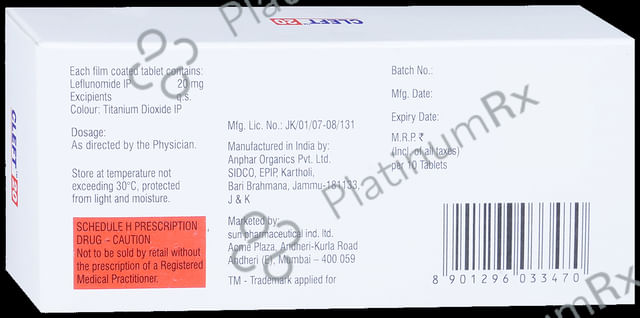 CLEFT™ 20
CLEFT™ 20
Each film coated tablet contains:
Leflunomide IP 20 mg
Excipients q.s.
Colour: Titanium Dioxide IP
Dosage:
As directed by the Physician.
Store at temperature not
exceeding 30°C, protected
from light and moisture.
SCHEDULE H PRESCRIPTION
DRUG - CAUTION
Not to be sold by retail without
the prescription of a Registered
Medical Practitioner.
Mfg. Lic. No.: JK/01/07-08/131
Manufactured in India by:
Anphar Organics Pvt. Ltd.
SIDCO, EPIP, Kartholi,
Bari Brahmana, Jammu-181133,
J & K
Marketed by:
sun pharmaceutical ind. ltd.
Acme Plaza, Andheri-Kurla Road
Andheri (E), Mumbai – 400 059
TM - Trademark applied for
Batch No.:
Mfg. Date:
Expiry Date:
M.R.P. ₹
(Incl. of all taxes)
per 10 Tablets
8 901296 033470
PlatinumRx